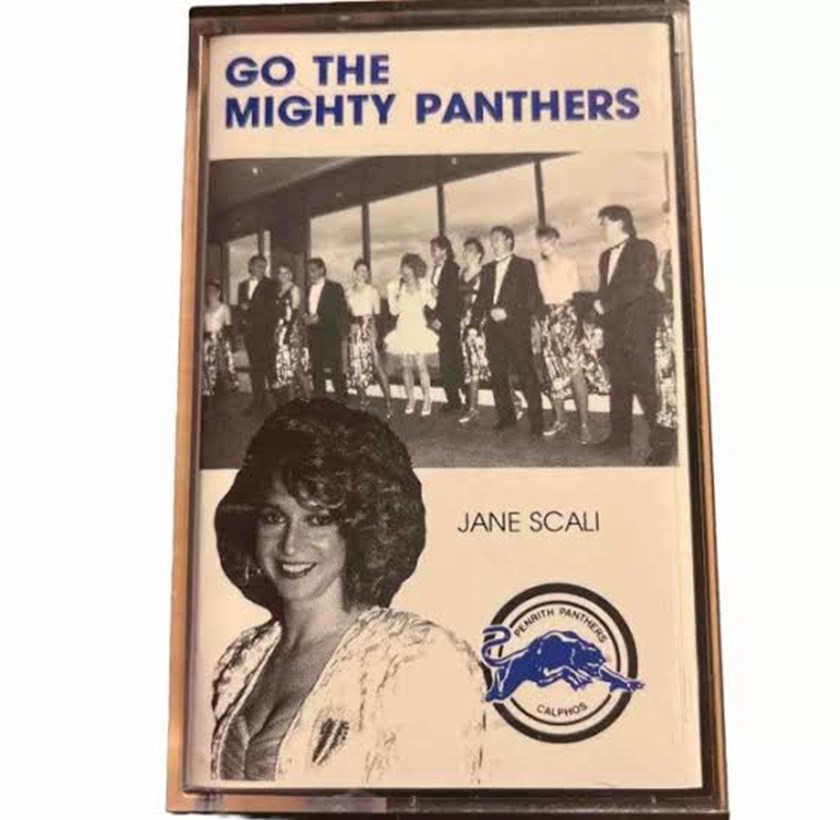 GO THE
MIGHTY PANTHERS
JANE SCALI
PENRITH PANTHERS
CALPHOS